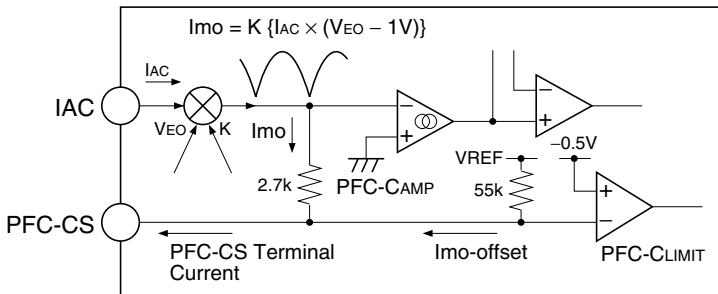 Imo = K {IAC × (VEO – 1V)}
IAC
IAC
VEO
K
Imo
–0.5V
VREF
2.7k
PFC-CAMP
55k
PFC-CS
PFC-CS Terminal
Current
Imo-offset
PFC-CLIMIT
− + − + + −